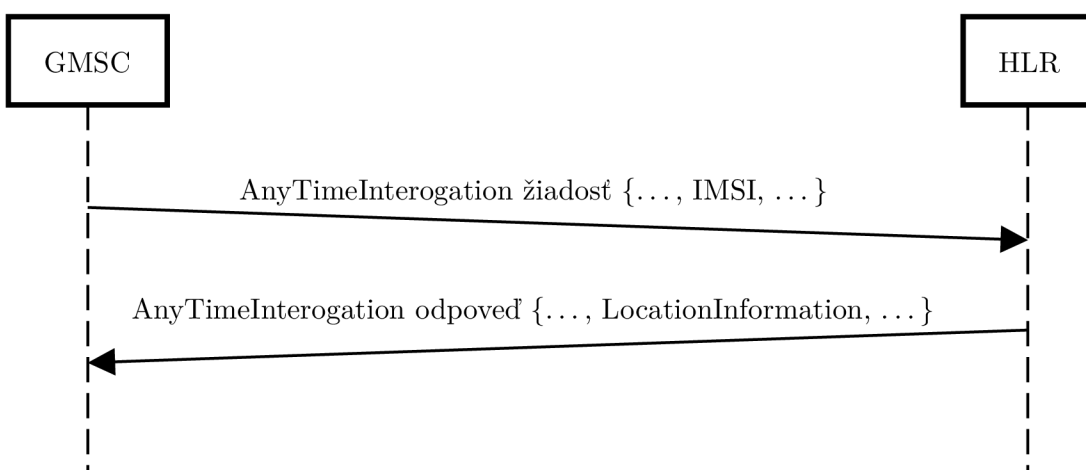 GMSC
HLR
AnyTimeInterogation žiadosť {..., IMSI, ...}
AnyTimeInterogation odpoveď {..., LocationInformation, ...}